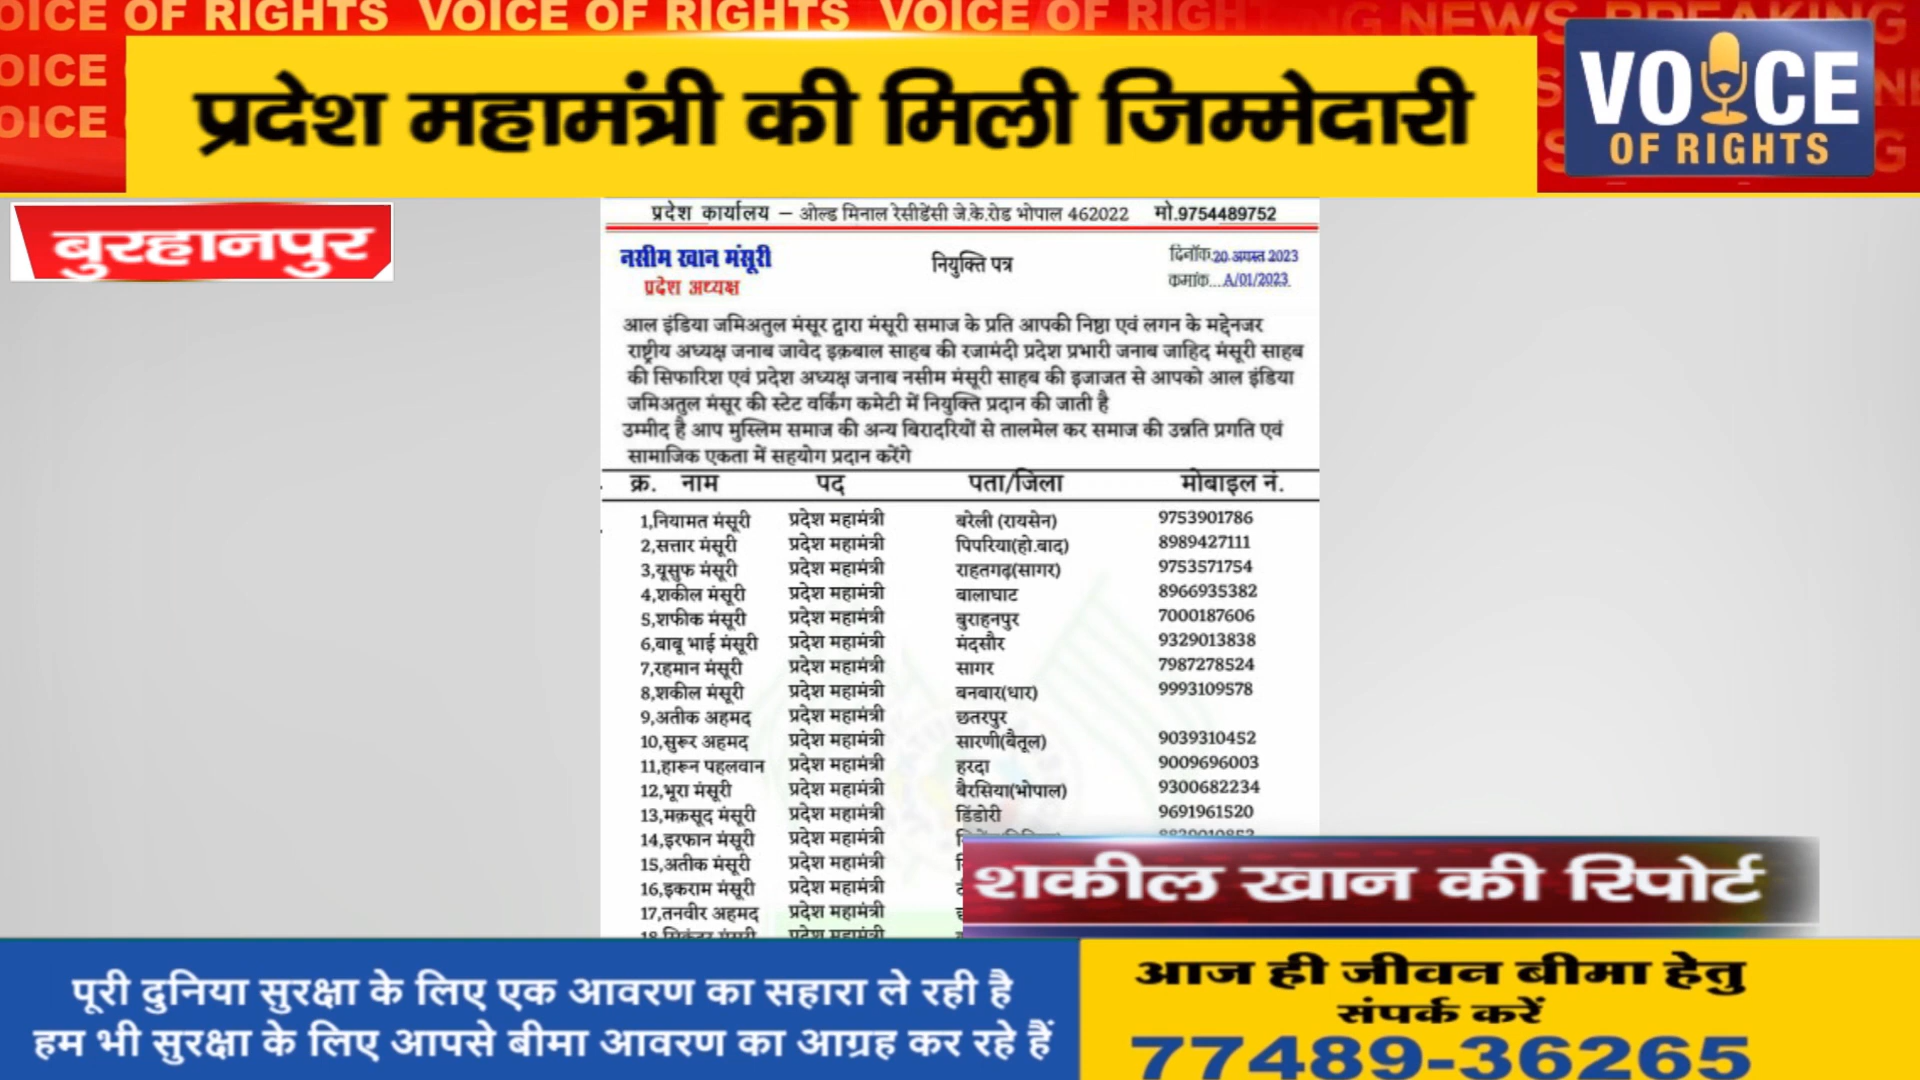 OICE OF RIGHTS VOICE OF RIGHTS VOICE OF RIGHT NG NEWS BREAKING
OICE
OICE
प्रदेश महामंत्री की मिली जिम्मेदारी
VOICE
OF RIGHTS
बुरहानपुर
प्रदेश कार्यालय – ओल्ड मिनाल रेसीडेंसी जे.के.रोड भोपाल 462022 मो.9754489752
नसीम खान मंसूरी
प्रदेश अध्यक्ष
नियुक्ति पत्र
दिनॉक.20 अगस्त 2023
कमांक....A/01/2023
आल इंडिया जमिअतुल मंसूर द्वारा मंसूरी समाज के प्रति आपकी निष्ठा एवं लगन के मद्देनजर
राष्ट्रीय अध्यक्ष जनाब जावेद इक़बाल साहब की रजामंदी प्रदेश प्रभारी जनाब जाहिद मंसूरी साहब
की सिफारिश एवं प्रदेश अध्यक्ष जनाब नसीम मंसूरी साहब की इजाजत से आपको आल इंडिया
जमिअतुल मंसूर की स्टेट वर्किंग कमेटी में नियुक्ति प्रदान की जाती है
उम्मीद है आप मुस्लिम समाज की अन्य बिरादरियों से तालमेल कर समाज की उन्नति प्रगति एवं
सामाजिक एकता में सहयोग प्रदान करेंगे
क्र. नाम पद पता/जिला मोबाइल नं.
1,नियामत मंसूरी प्रदेश महामंत्री बरेली (रायसेन) 9753901786
2,सत्तार मंसूरी प्रदेश महामंत्री पिपरिया(हो.बाद) 8989427111
3,यूसुफ मंसूरी प्रदेश महामंत्री राहतगढ़(सागर) 9753571754
4,शकील मंसूरी प्रदेश महामंत्री बालाघाट 8966935382
5,शफीक मंसूरी प्रदेश महामंत्री बुराहनपुर 7000187606
6,बाबू भाई मंसूरी प्रदेश महामंत्री मंदसौर 9329013838
7,रहमान मंसूरी प्रदेश महामंत्री सागर 7987278524
8,शकील मंसूरी प्रदेश महामंत्री बनबार(धार) 9993109578
9,अतीक अहमद प्रदेश महामंत्री छतरपुर
10,सुरूर अहमद प्रदेश महामंत्री सारणी(बैतूल) 9039310452
11,हारून पहलवान प्रदेश महामंत्री हरदा 9009696003
12,भूरा मंसूरी प्रदेश महामंत्री बैरसिया(भोपाल) 9300682234
13,मक़सूद मंसूरी प्रदेश महामंत्री डिंडोरी 9691961520
14,इरफान मंसूरी प्रदेश महामंत्री
15,अतीक मंसूरी प्रदेश महामंत्री
16,इकराम मंसूरी प्रदेश महामंत्री
17,तनवीर अहमद प्रदेश महामंत्री
शकील खान की रिपोर्ट
पूरी दुनिया सुरक्षा के लिए एक आवरण का सहारा ले रही है
हम भी सुरक्षा के लिए आपसे बीमा आवरण का आग्रह कर रहे हैं
आज ही जीवन बीमा हेतु
संपर्क करें
77489-36265